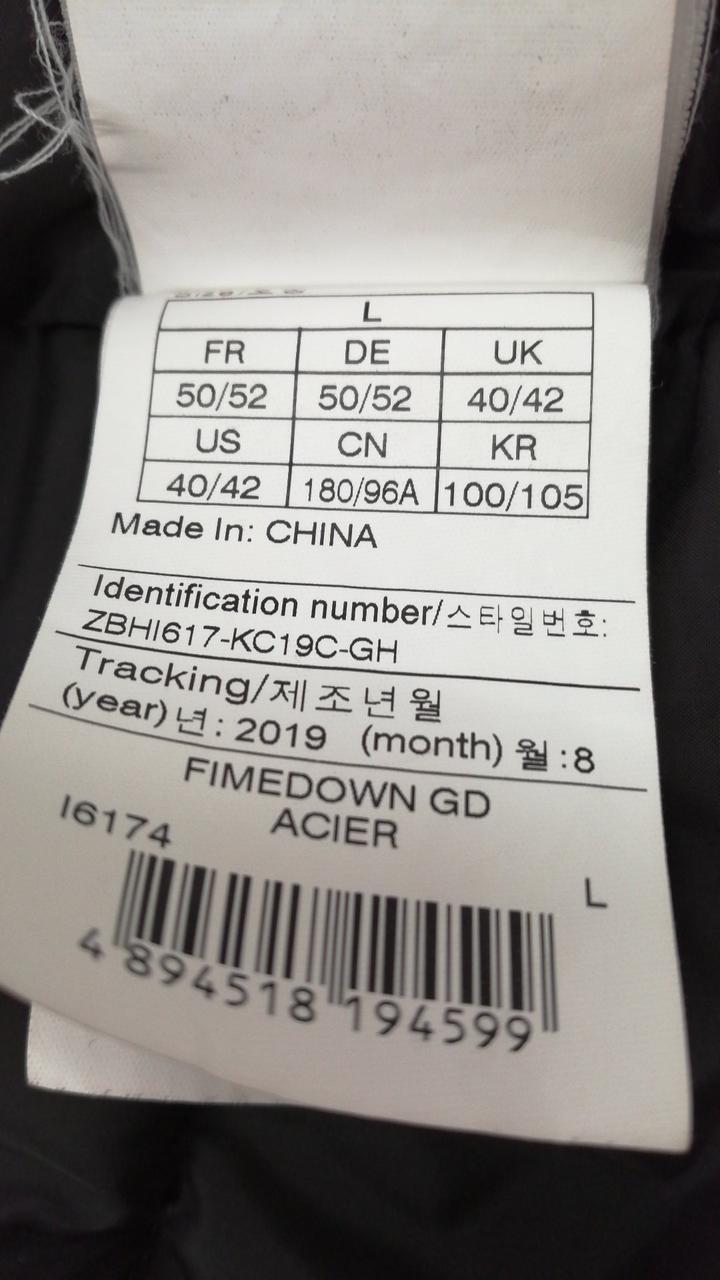 L
FR DE UK
50/52 50/52 40/42
US CN KR
40/42 180/96A 100/105
Made In: CHINA
Identification number/스타일번호:
ZBHI617-KC19C-GH
Tracking/제조년월
(year)년: 2019 (month)월:8
FIMEDOWN GD
ACIER
I6174
L
4 894518 194599